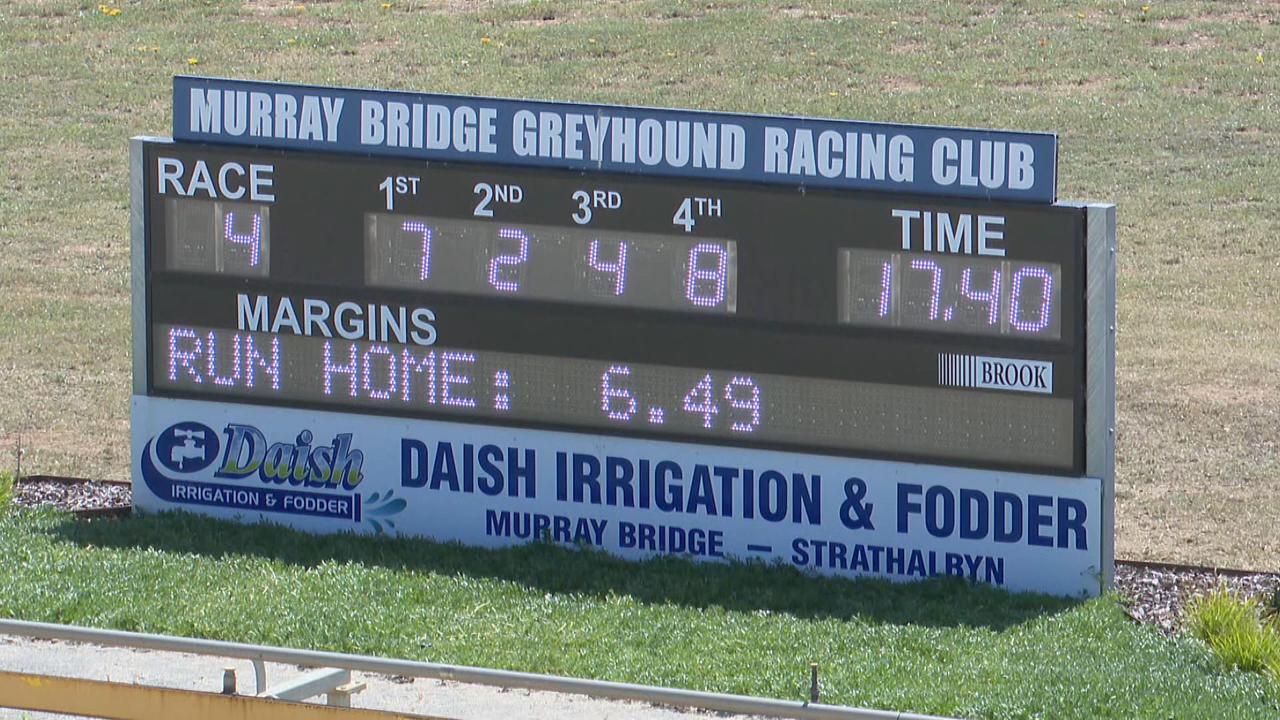 MURRAY BRIDGE GREYHOUND RACING CLUB
RACE 1ST 2ND 3RD 4TH TIME
4 7 2 4 8 17.40
MARGINS
BROOK
RUN HOME: 6.49
Daish
IRRIGATION & FODDER
DAISH IRRIGATION & FODDER
MURRAY BRIDGE – STRATHALBYN